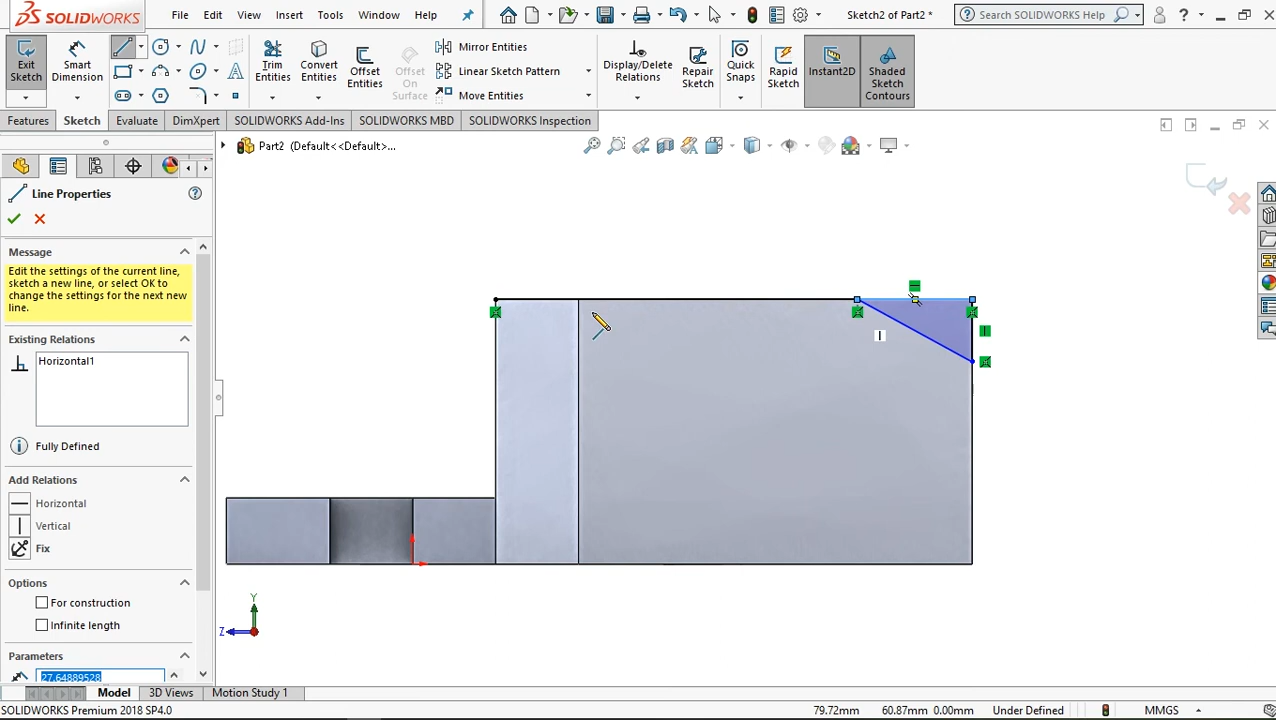 SOLIDWORKS
File Edit View Insert Tools Window Help
Sketch2 of Part2 *
Search SOLIDWORKS Help
?
Exit Sketch
Smart Dimension
Trim Entities
Convert Entities
Offset Entities
Offset On Surface
Mirror Entities
Linear Sketch Pattern
Move Entities
Display/Delete Relations
Repair Sketch
Quick Snaps
Rapid Sketch
Instant2D
Shaded Sketch Contours
Features Sketch Evaluate DimXpert SOLIDWORKS Add-Ins SOLIDWORKS MBD SOLIDWORKS Inspection
Part2 (Default<<Default>...
Line Properties
Message
Edit the settings of the current line,
sketch a new line, or select OK to
change the settings for the next new
line.
Existing Relations
Horizontal1
Fully Defined
Add Relations
Horizontal
Vertical
Fix
Options
For construction
Infinite length
Parameters
27.64889528
Y
Z
Model 3D Views Motion Study 1
SOLIDWORKS Premium 2018 SP4.0
79.72mm 60.87mm 0.00mm Under Defined MMGS